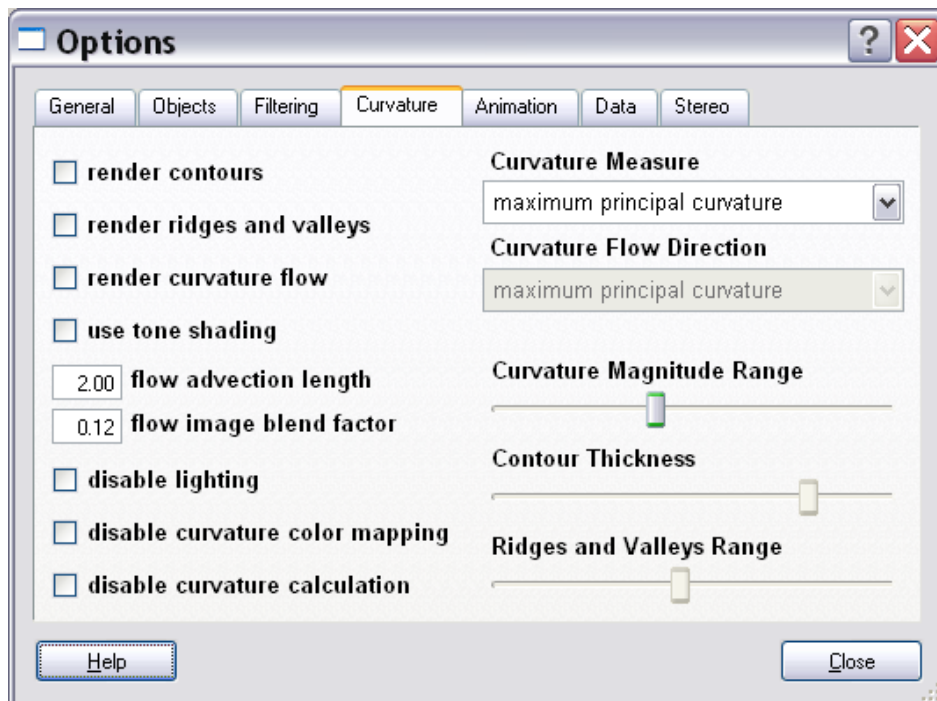 Options
General Objects Filtering Curvature Animation Data Stereo
render contours
render ridges and valleys
render curvature flow
use tone shading
2.00 flow advection length
0.12 flow image blend factor
disable lighting
disable curvature color mapping
disable curvature calculation
Curvature Measure
maximum principal curvature
Curvature Flow Direction
maximum principal curvature
Curvature Magnitude Range
Contour Thickness
Ridges and Valleys Range
Help
Close